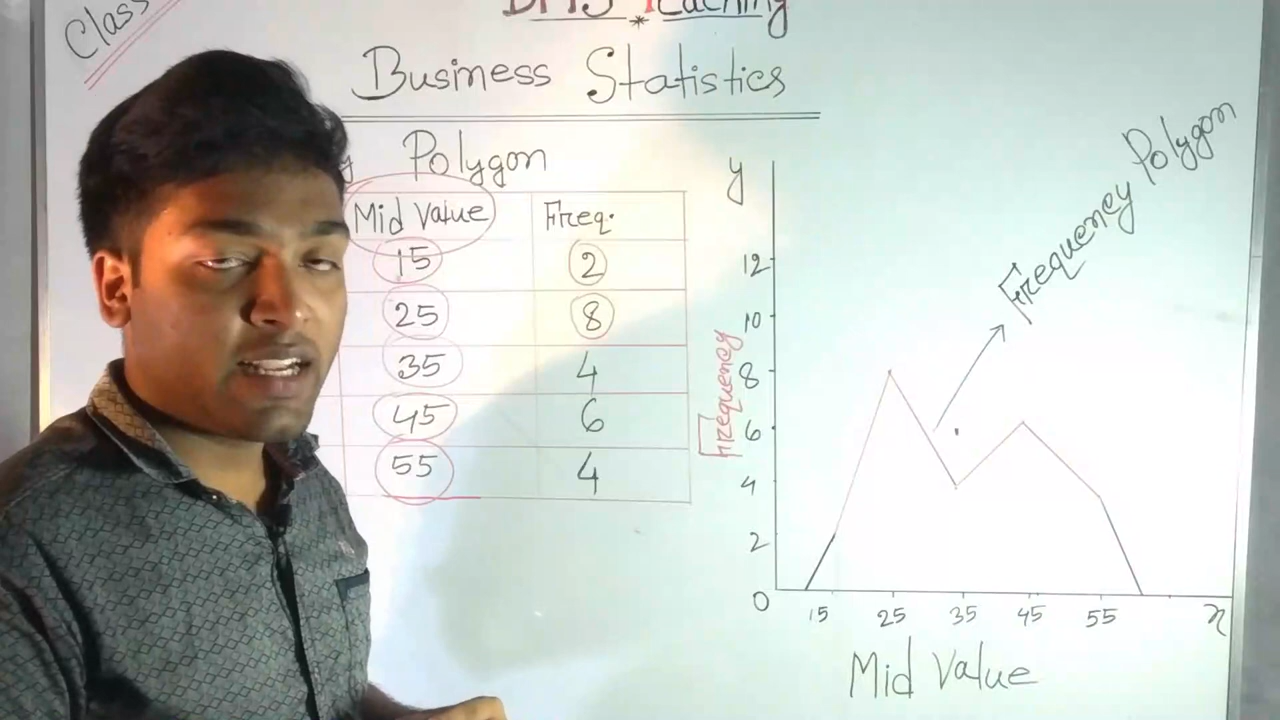 Class
Teaching
Business Statistics
y Polygon
Mid Value Freq.
15 2
25 8
35 4
45 6
55 4
y
12
10
8
6
4
2
0
Frequency
Frequency Polygon
15 25 35 45 55 x
Mid Value